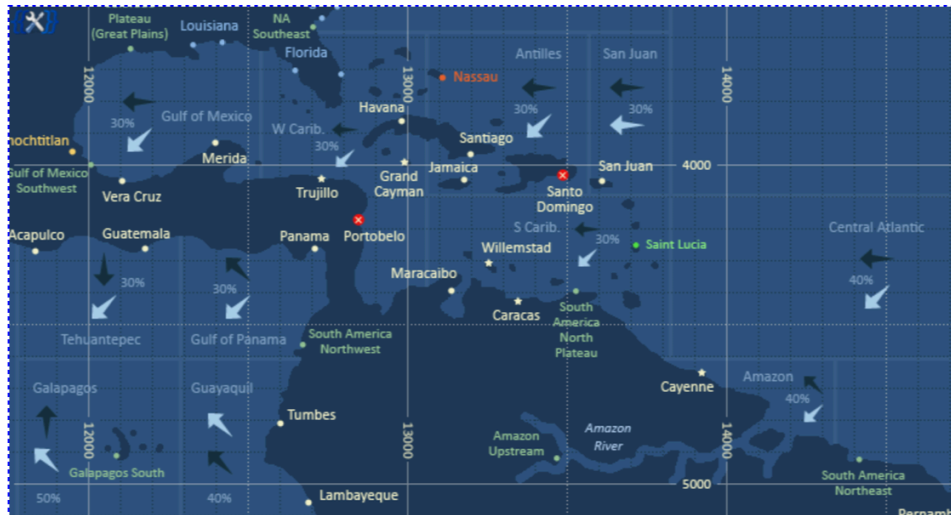 Plateau
(Great Plains)
NA
Southeast
Louisiana
Florida
Antilles
San Juan
12000
13000
14000
Nassau
Havana
30%
Gulf of Mexico
W Carib.
30%
30%
30%
Santiago
nochtitlan
Merida
Grand
Cayman
Jamaica
San Juan
4000
Gulf of Mexico
Southwest
Vera Cruz
Trujillo
Santo
Domingo
Acapulco
Guatemala
Panama
Portobelo
S Carib.
30%
Willemstad
Saint Lucia
Central Atlantic
40%
Maracaibo
30%
30%
Caracas
South
America
North
Plateau
Tehuantepec
Gulf of Panama
South America
Northwest
Galapagos
Guayaquil
Cayenne
Amazon
40%
Tumbes
12000
13000
14000
Amazon
Upstream
Amazon
River
Galapagos South
South America
Northeast
5000
50%
40%
Lambayeque
Pernamb